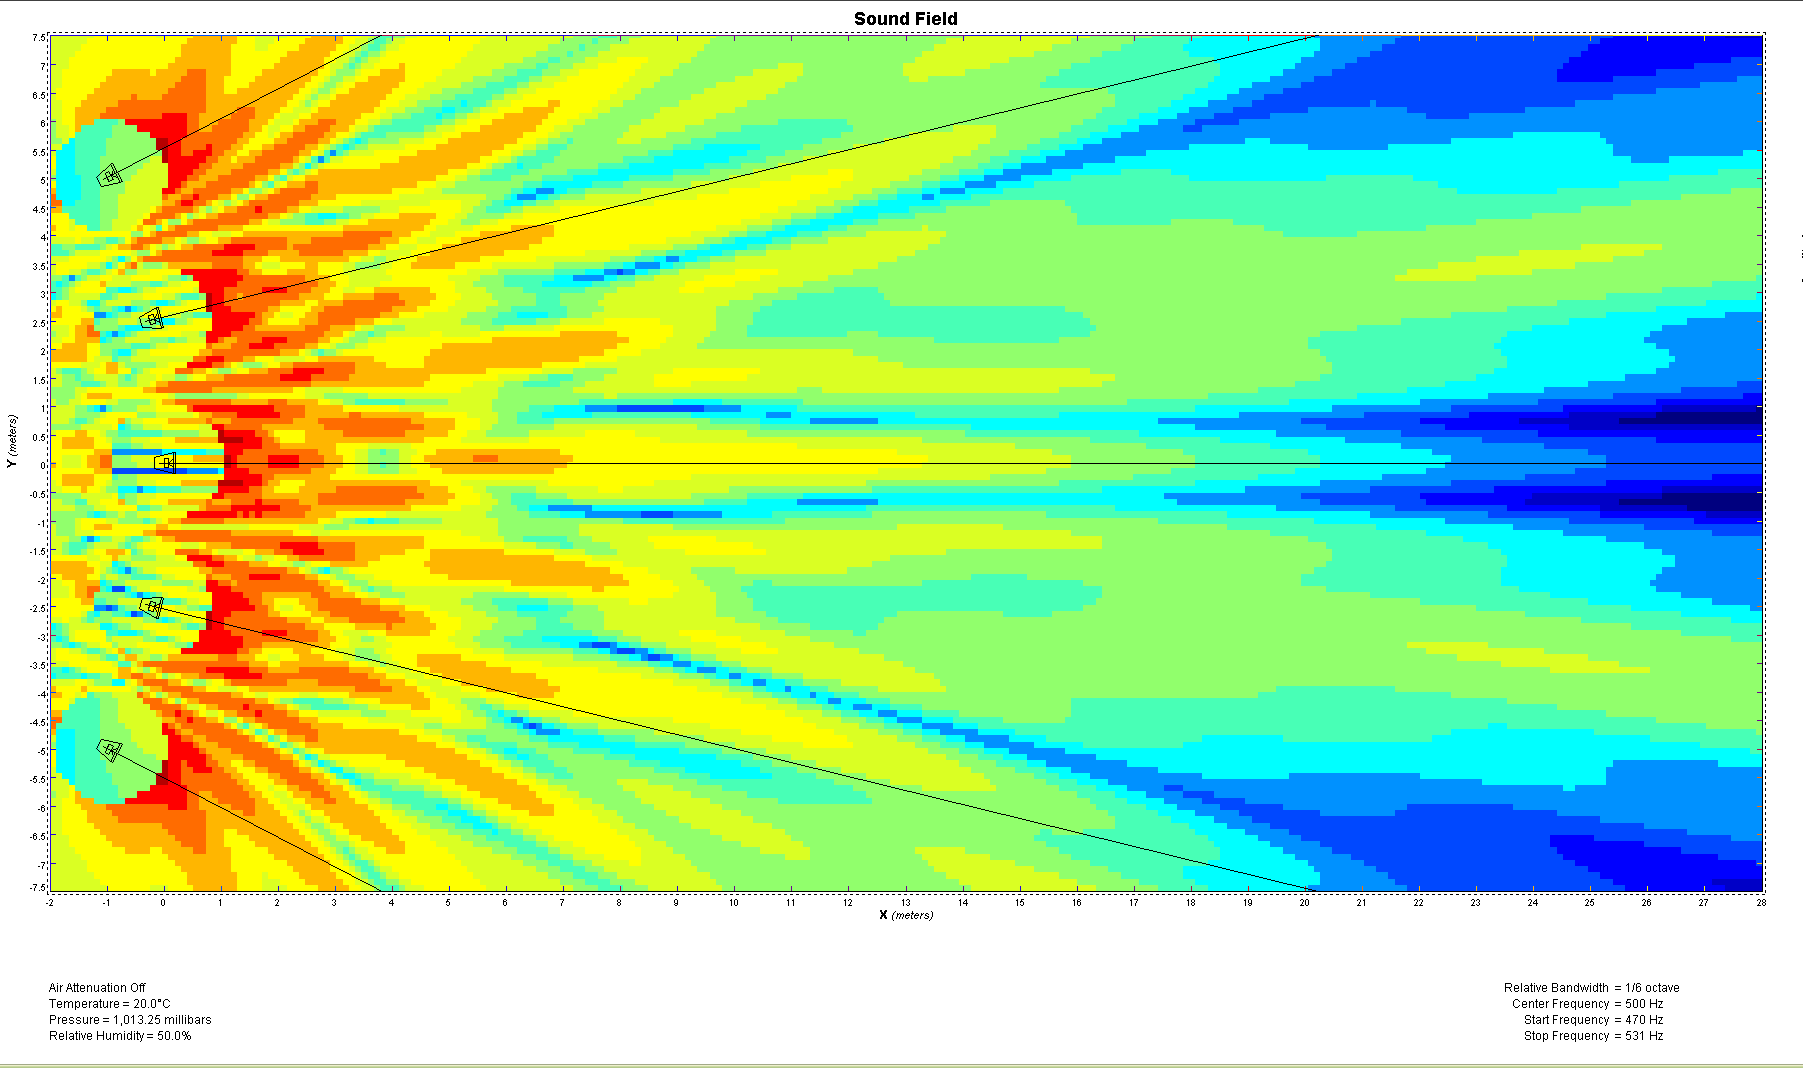 Sound Field
7.5
7
6.5
6
5.5
5
4.5
4
3.5
3
2.5
2
1.5
1
0.5
0
-0.5
-1
-1.5
-2
-2.5
-3
-3.5
-4
-4.5
-5
-5.5
-6
-6.5
-7
-7.5
Y (meters)
-2 -1 0 1 2 3 4 5 6 7 8 9 10 11 12 13 14 15 16 17 18 19 20 21 22 23 24 25 26 27 28
X (meters)
Air Attenuation Off
Temperature = 20.0°C
Pressure = 1,013.25 millibars
Relative Humidity = 50.0%
Relative Bandwidth = 1/6 octave
Center Frequency = 500 Hz
Start Frequency = 470 Hz
Stop Frequency = 531 Hz